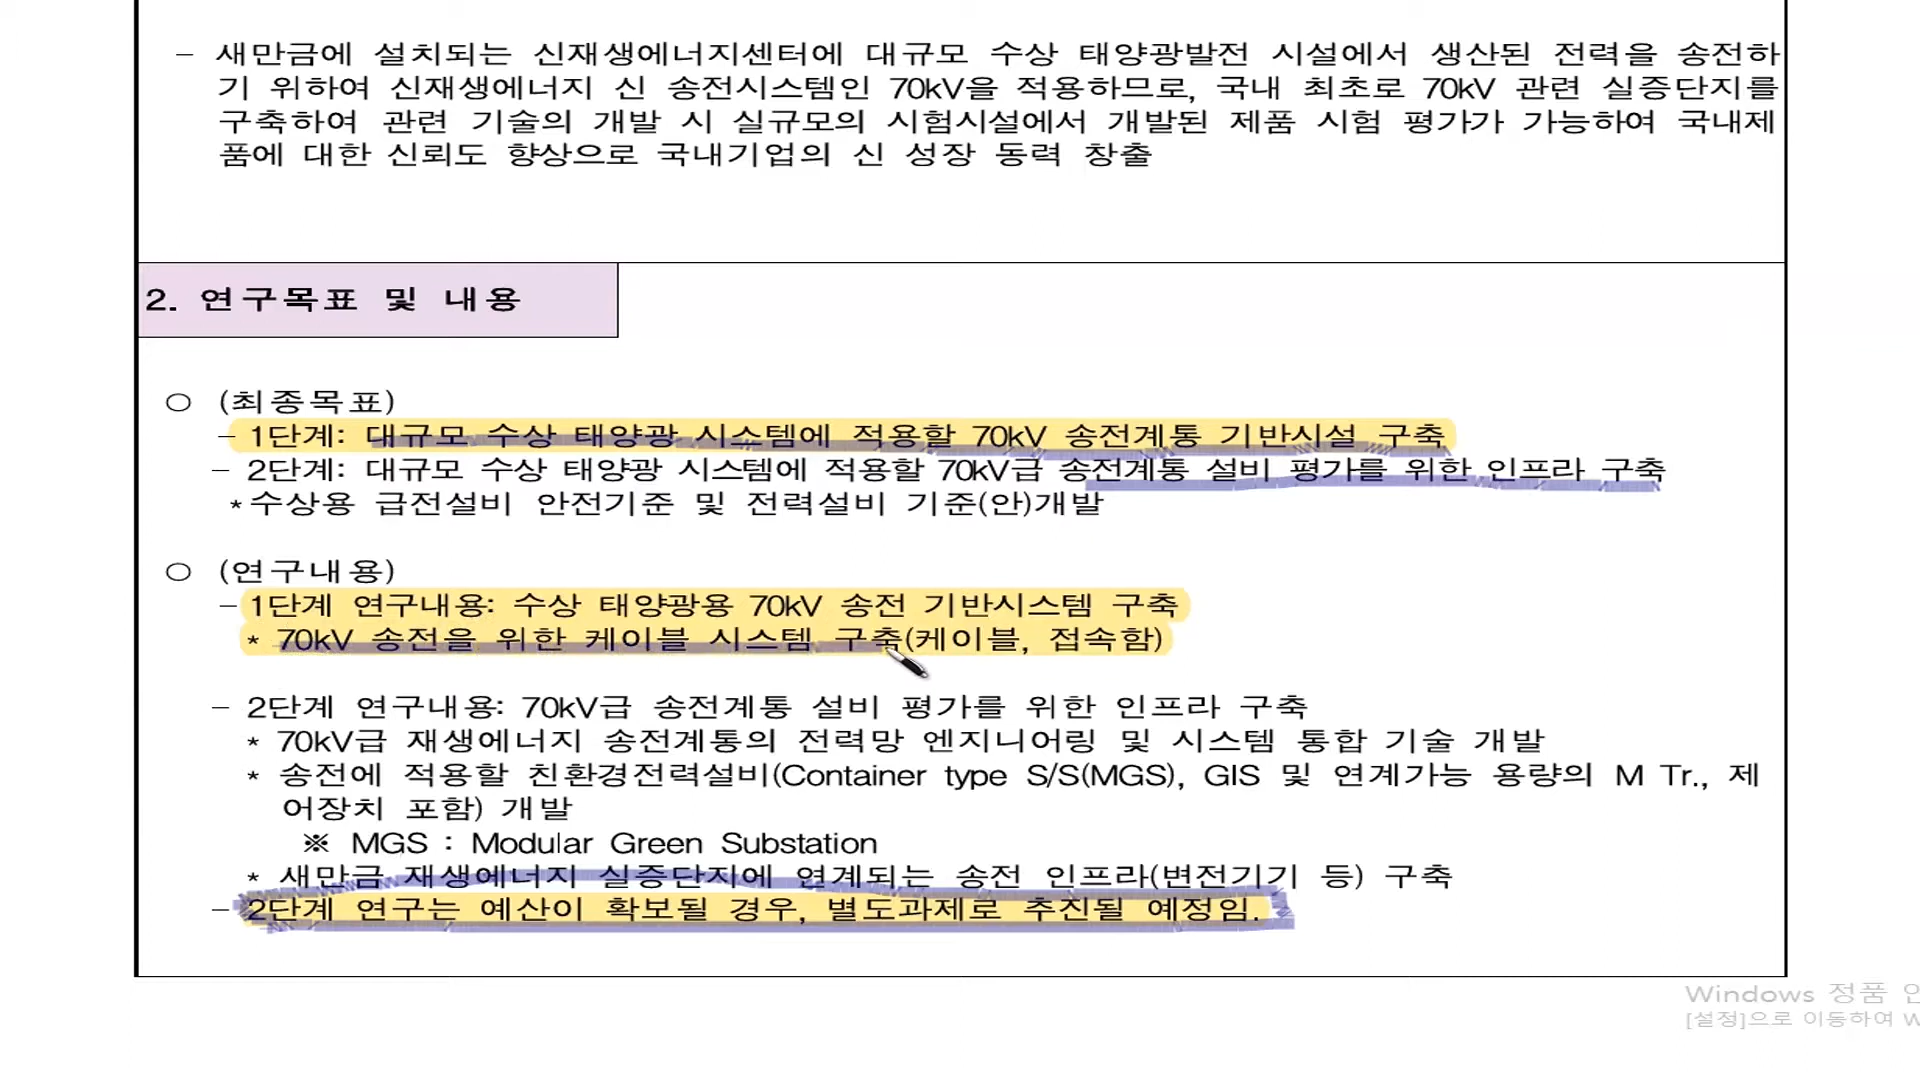 – 새만금에 설치되는 신재생에너지센터에 대규모 수상 태양광발전 시설에서 생산된 전력을 송전하
기 위하여 신재생에너지 신 송전시스템인 70kV을 적용하므로, 국내 최초로 70kV 관련 실증단지를
구축하여 관련 기술의 개발 시 실규모의 시험시설에서 개발된 제품 시험 평가가 가능하여 국내제
품에 대한 신뢰도 향상으로 국내기업의 신 성장 동력 창출
2. 연구목표 및 내용
○ (최종목표)
– 1단계: 대규모 수상 태양광 시스템에 적용할 70kV 송전계통 기반시설 구축
– 2단계: 대규모 수상 태양광 시스템에 적용할 70kV급 송전계통 설비 평가를 위한 인프라 구축
* 수상용 급전설비 안전기준 및 전력설비 기준(안)개발
○ (연구내용)
– 1단계 연구내용: 수상 태양광용 70kV 송전 기반시스템 구축
* 70kV 송전을 위한 케이블 시스템 구축(케이블, 접속함)
– 2단계 연구내용: 70kV급 송전계통 설비 평가를 위한 인프라 구축
* 70kV급 재생에너지 송전계통의 전력망 엔지니어링 및 시스템 통합 기술 개발
* 송전에 적용할 친환경전력설비(Container type S/S(MGS), GIS 및 연계가능 용량의 M Tr., 제
어장치 포함) 개발
※ MGS : Modular Green Substation
* 새만금 재생에너지 실증단지에 연계되는 송전 인프라(변전기기 등) 구축
– 2단계 연구는 예산이 확보될 경우, 별도과제로 추진될 예정임.
Windows 정품
[설정]으로 이동하여